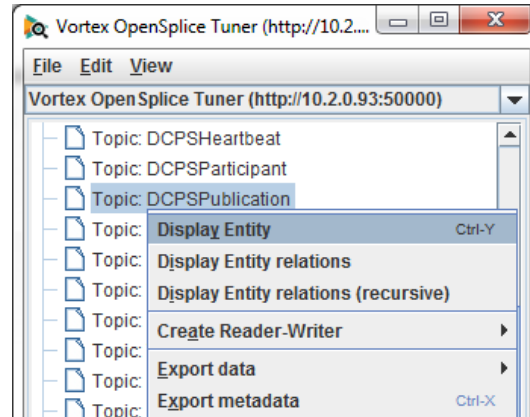 Vortex OpenSplice Tuner (http://10.2....
File Edit View
Vortex OpenSplice Tuner (http://10.2.0.93:50000)
Topic: DCPSHeartbeat
Topic: DCPSParticipant
Topic: DCPSPublication
Topic: Display Entity Ctrl-Y
Topic: Display Entity relations
Topic: Display Entity relations (recursive)
Topic: Create Reader-Writer
Topic: Export data
Topic: Export metadata Ctrl-X
Topic: